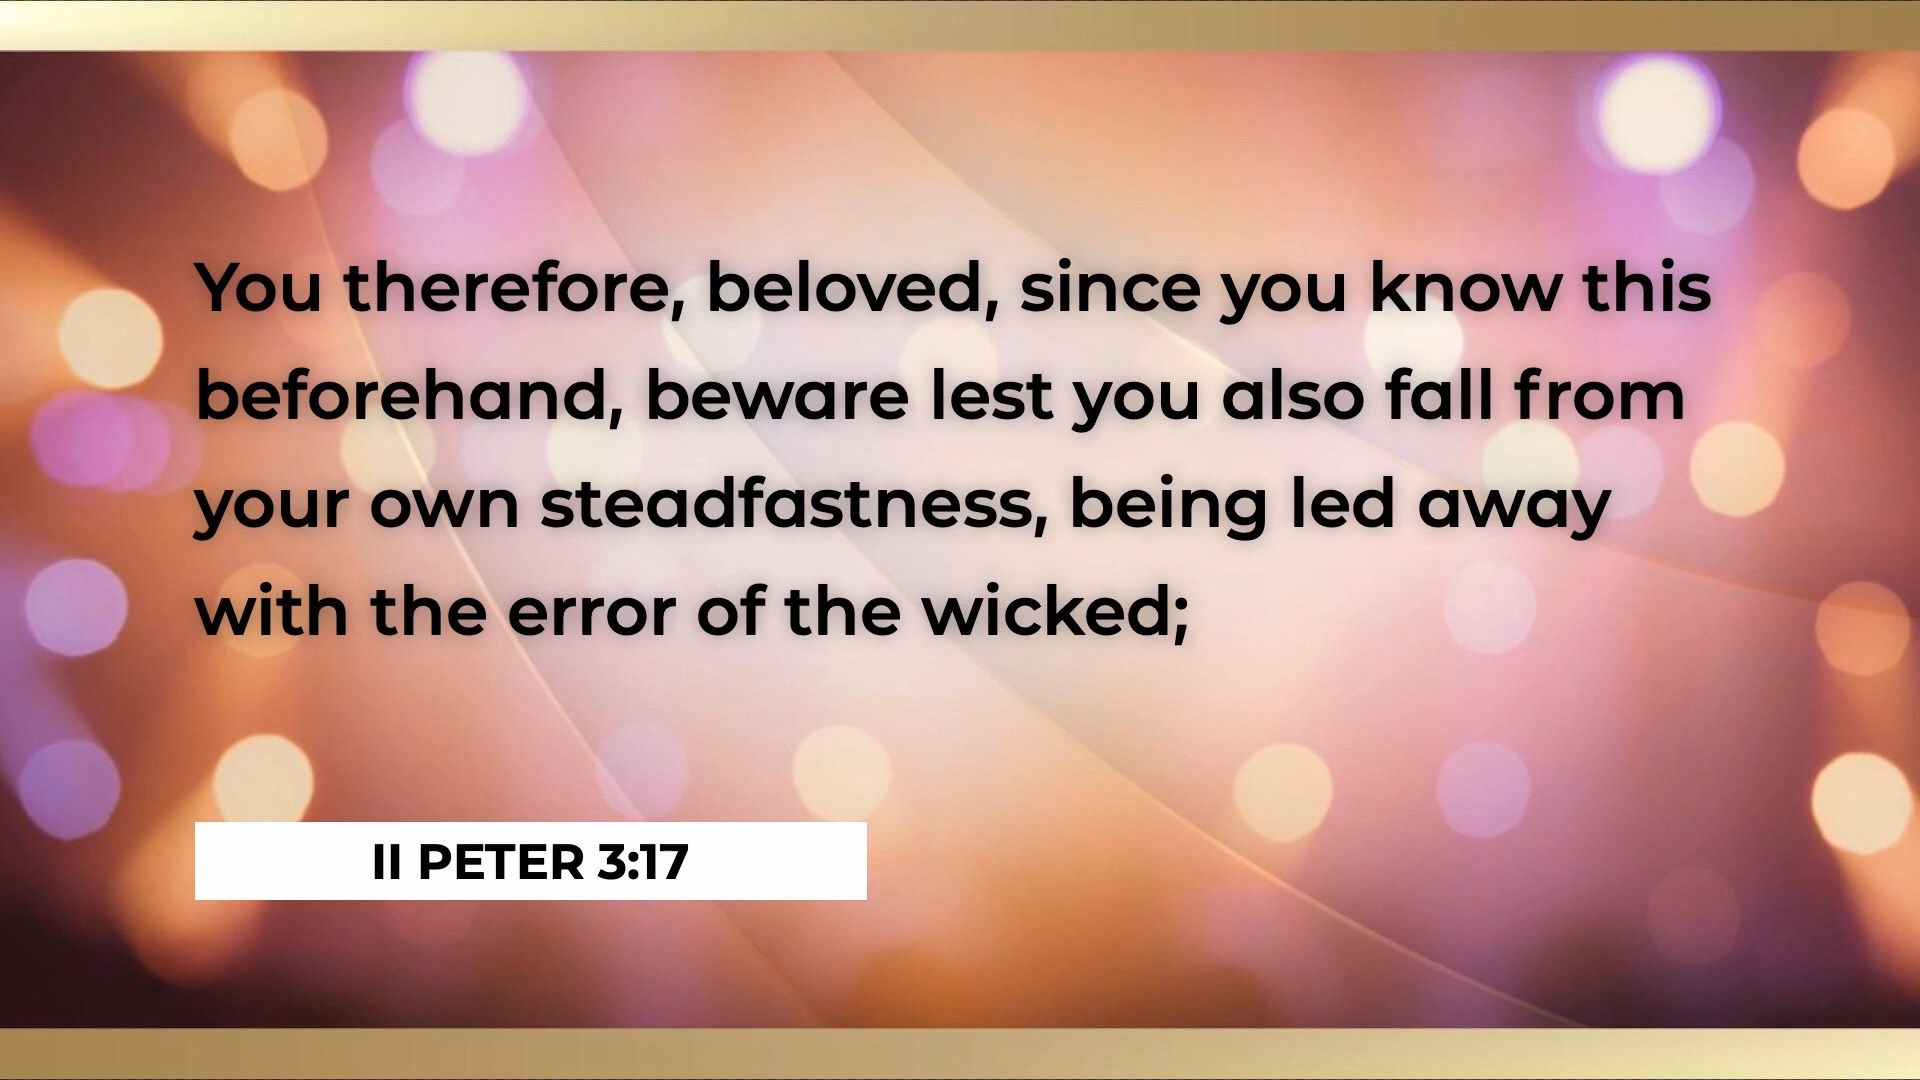 You therefore, beloved, since you know this
beforehand, beware lest you also fall from
your own steadfastness, being led away
with the error of the wicked;
II PETER 3:17